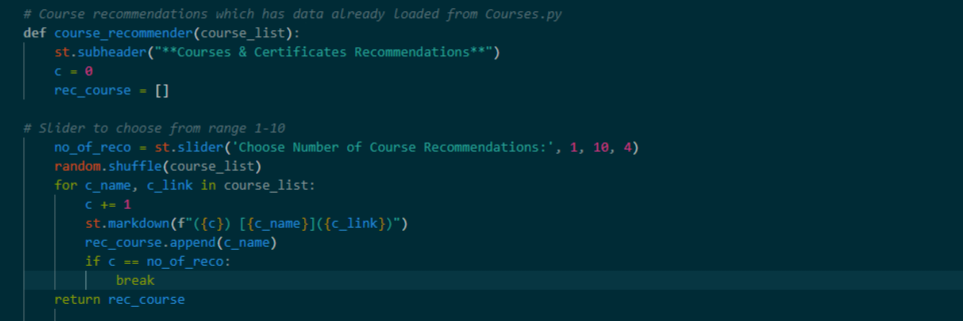 # Course recommendations which has data already loaded from Courses.py
def course_recommender(course_list):
    st.subheader("**Courses & Certificates Recommendations**")
    c = 0
    rec_course = []
# Slider to choose from range 1-10
    no_of_reco = st.slider('Choose Number of Course Recommendations:', 1, 10, 4)
    random.shuffle(course_list)
    for c_name, c_link in course_list:
        c += 1
        st.markdown(f"({c}) [{c_name}]({c_link})")
        rec_course.append(c_name)
        if c == no_of_reco:
            break
    return rec_course